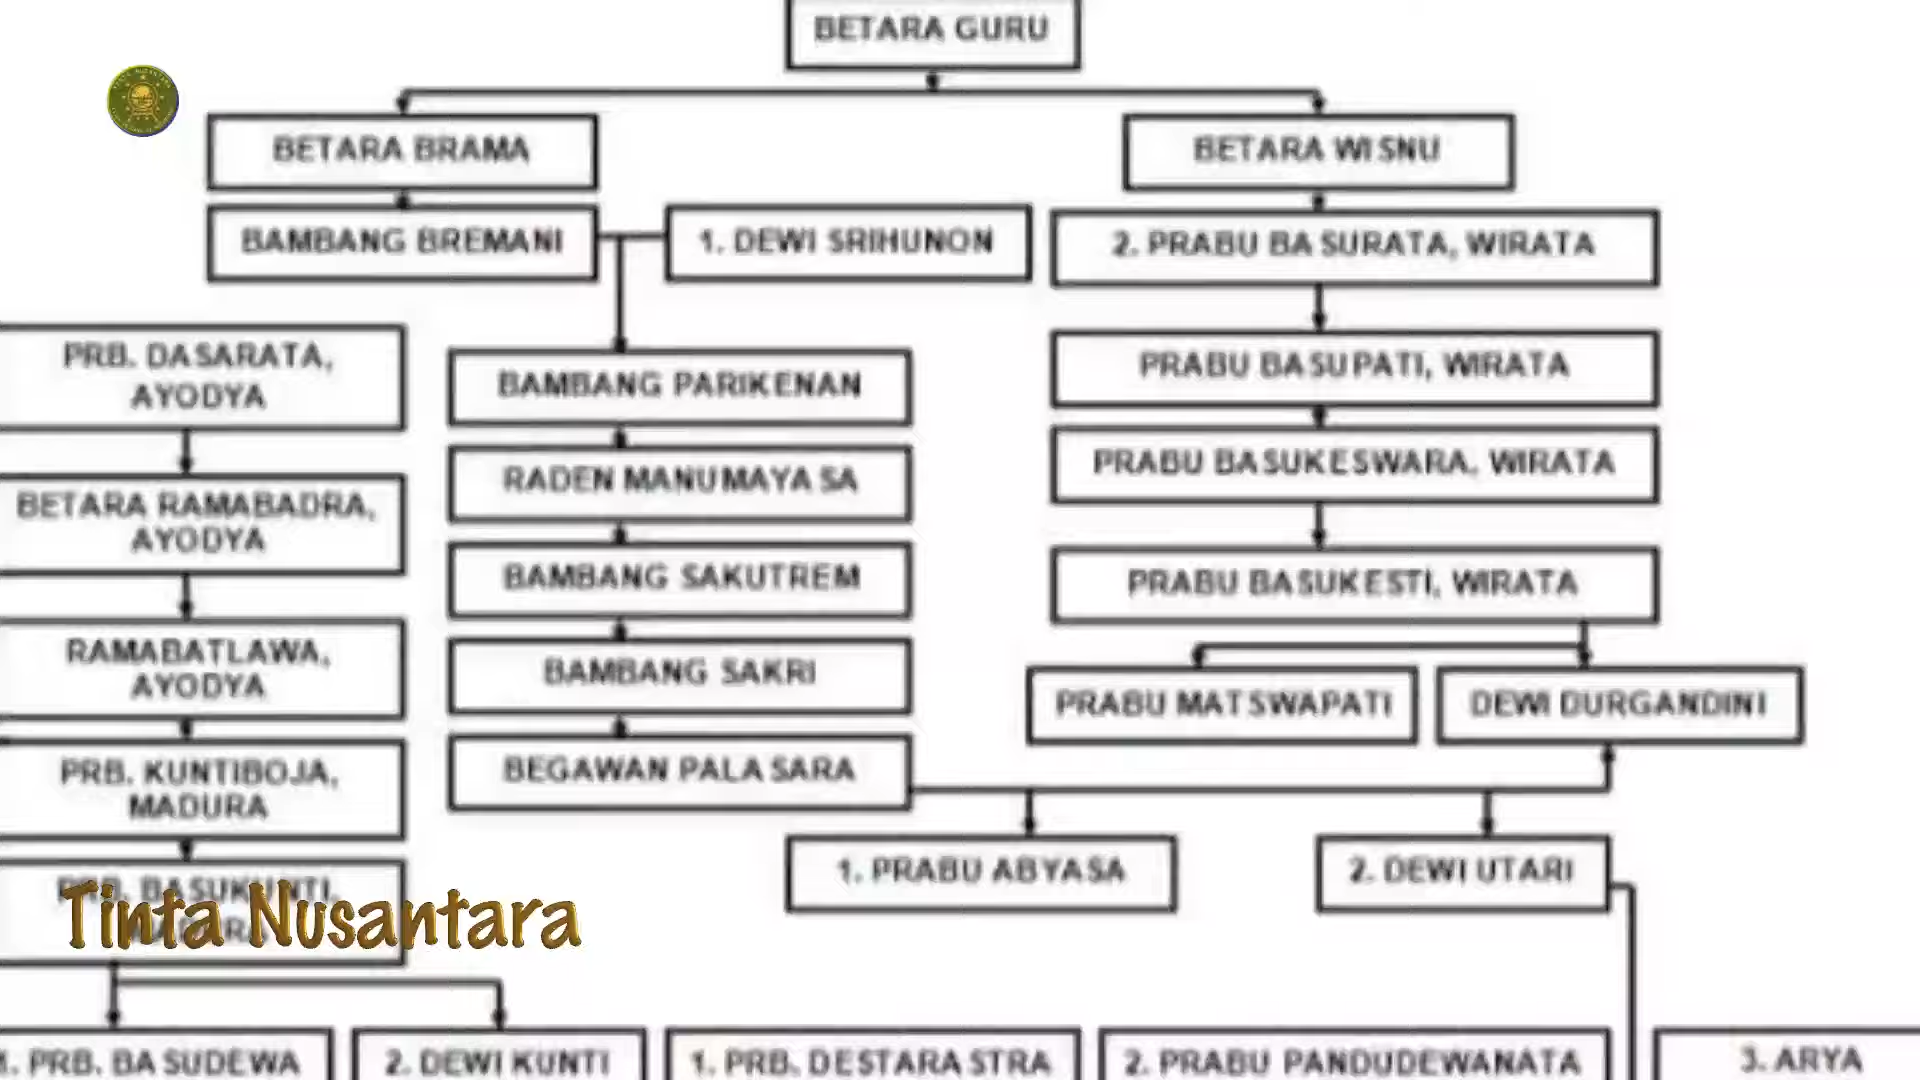 BETARA GURU
BETARA BRAMA
BETARA WISNU
BAMBANG BREMANI
1. DEWI SRIHUNON
2. PRABU BASURATA, WIRATA
PRB. DASARATA,
AYODYA
BAMBANG PARIKENAN
PRABU BASUPATI, WIRATA
RADEN MANUMAYASA
PRABU BASUKESWARA, WIRATA
BETARA RAMABADRA,
AYODYA
BAMBANG SAKUTREM
PRABU BASUKESTI, WIRATA
RAMABATLAWA,
AYODYA
BAMBANG SAKRI
PRABU MATSWAPATI
DEWI DURGANDINI
PRB. KUNTIBOJA,
MADURA
BEGAWAN PALASARA
1. PRABU ABYASA
2. DEWI UTARI
PRB. BASUKUNTI,
Tinta Nusantara
1. PRB. BASUDEWA
2. DEWI KUNTI
1. PRB. DESTARASTRA
2. PRABU PANDUDEWANATA
3. ARYA